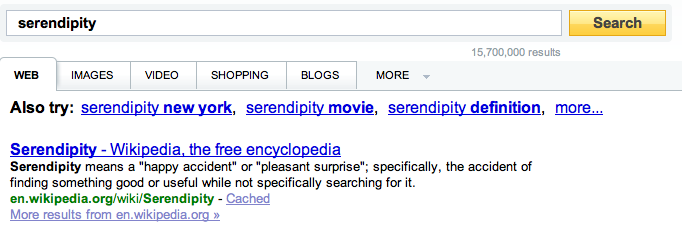 serendipity Search
15,700,000 results
WEB IMAGES VIDEO SHOPPING BLOGS MORE
Also try: serendipity new york, serendipity movie, serendipity definition, more...
Serendipity - Wikipedia, the free encyclopedia
Serendipity means a "happy accident" or "pleasant surprise"; specifically, the accident of
finding something good or useful while not specifically searching for it.
en.wikipedia.org/wiki/Serendipity - Cached
More results from en.wikipedia.org »